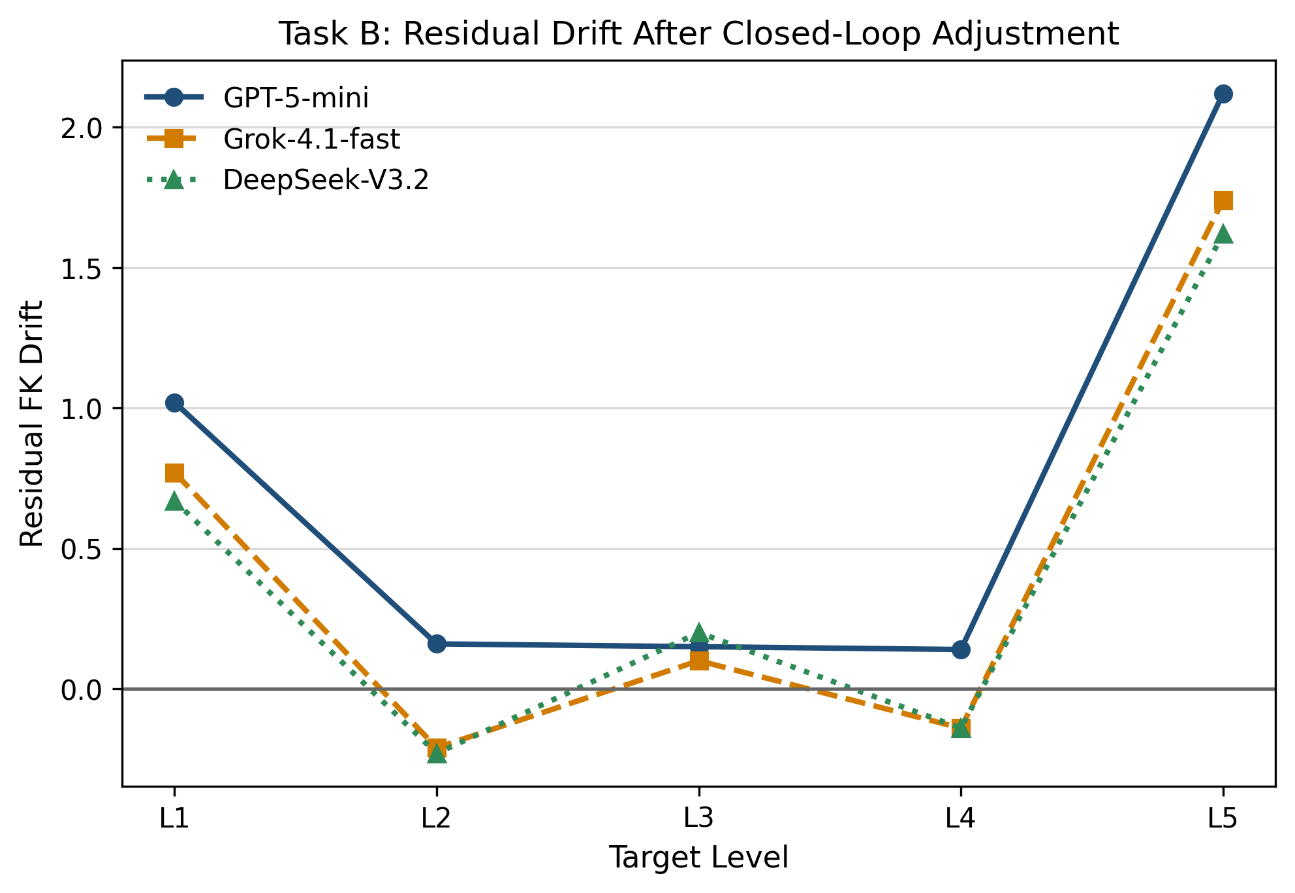 Task B: Residual Drift After Closed-Loop Adjustment
GPT-5-mini
Grok-4.1-fast
DeepSeek-V3.2
Residual FK Drift
2.0
1.5
1.0
0.5
0.0
L1 L2 L3 L4 L5
Target Level